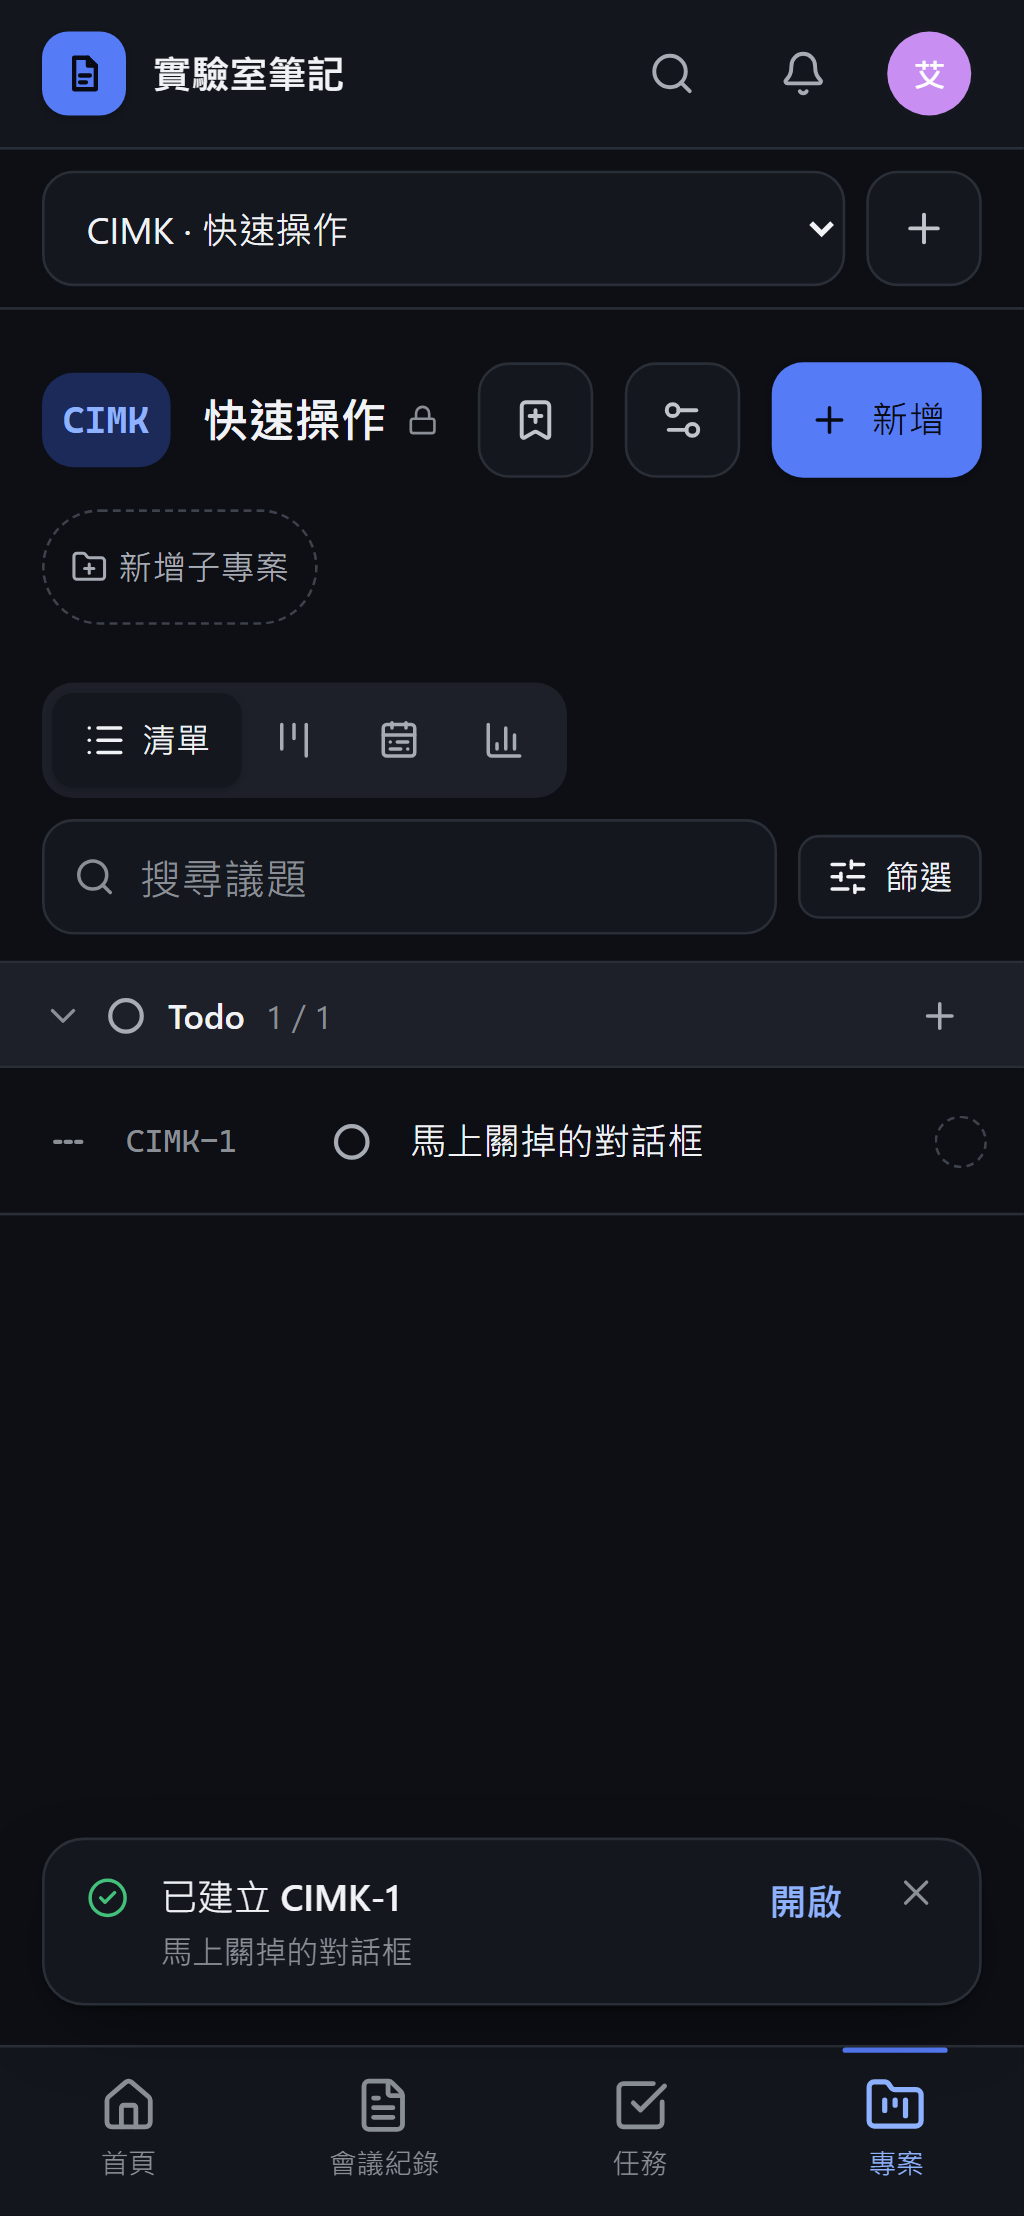 實驗室筆記
艾
CIMK · 快速操作
CIMK
快速操作
新增
新增子專案
清單
搜尋議題
篩選
Todo 1 / 1
CIMK-1 馬上關掉的對話框
已建立 CIMK-1
開啟
馬上關掉的對話框
首頁
會議紀錄
任務
專案